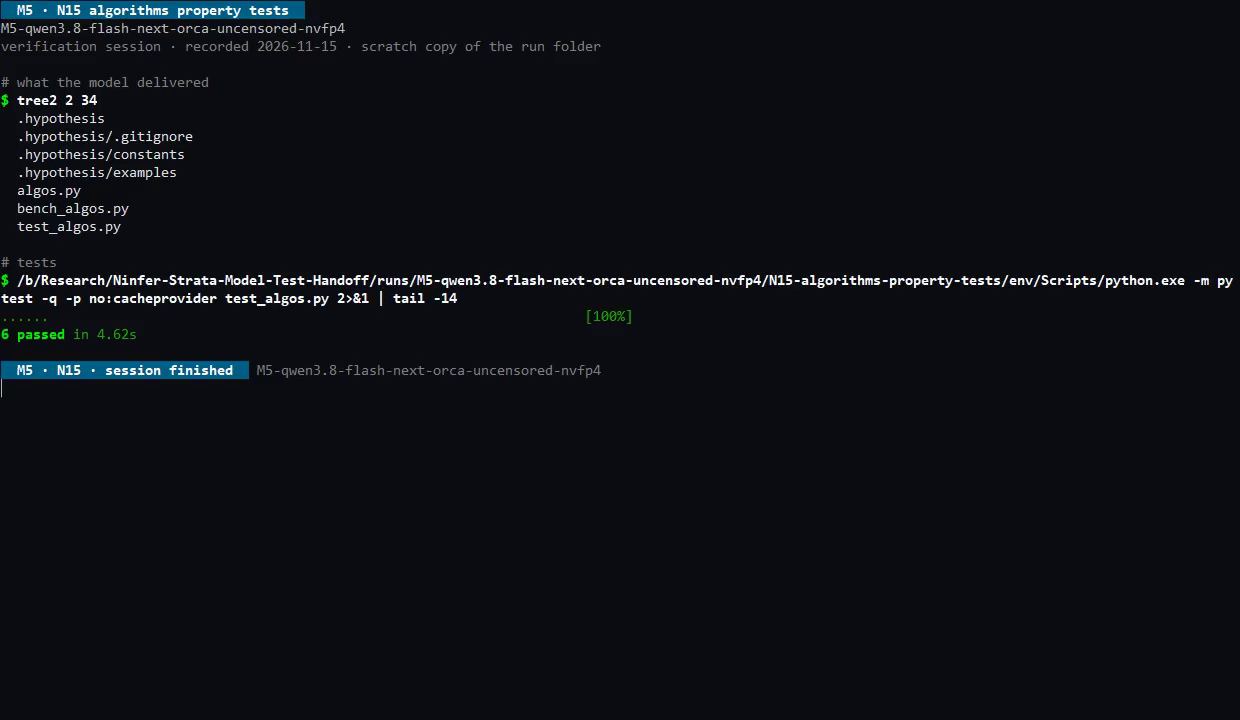 M5 · N15 algorithms property tests
M5-qwen3.8-flash-next-orca-uncensored-nvfp4
verification session · recorded 2026-11-15 · scratch copy of the run folder
# what the model delivered
$ tree2 2 34
.hypothesis
.hypothesis/.gitignore
.hypothesis/constants
.hypothesis/examples
algos.py
bench_algos.py
test_algos.py
# tests
$ /b/Research/Ninfer-Strata-Model-Test-Handoff/runs/M5-qwen3.8-flash-next-orca-uncensored-nvfp4/N15-algorithms-property-tests/env/Scripts/python.exe -m py
test -q -p no:cacheprovider test_algos.py 2>&1 | tail -14
...... [100%]
6 passed in 4.62s
M5 · N15 · session finished M5-qwen3.8-flash-next-orca-uncensored-nvfp4